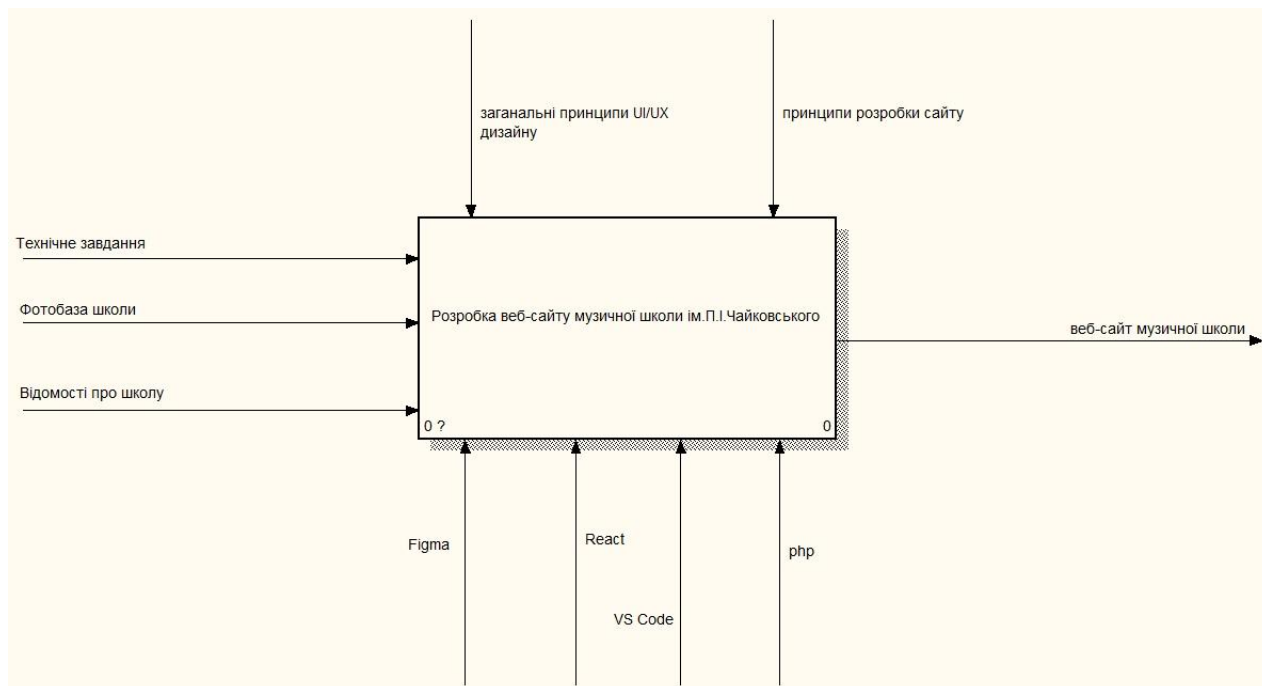 заганальні принципи UI/UX
дизайну
принципи розробки сайту
Технічне завдання
Фотобаза школи
Розробка веб-сайту музичної школи ім.П.І.Чайковського
веб-сайт музичної школи
Відомості про школу
0 ?
0
Figma
React
php
VS Code